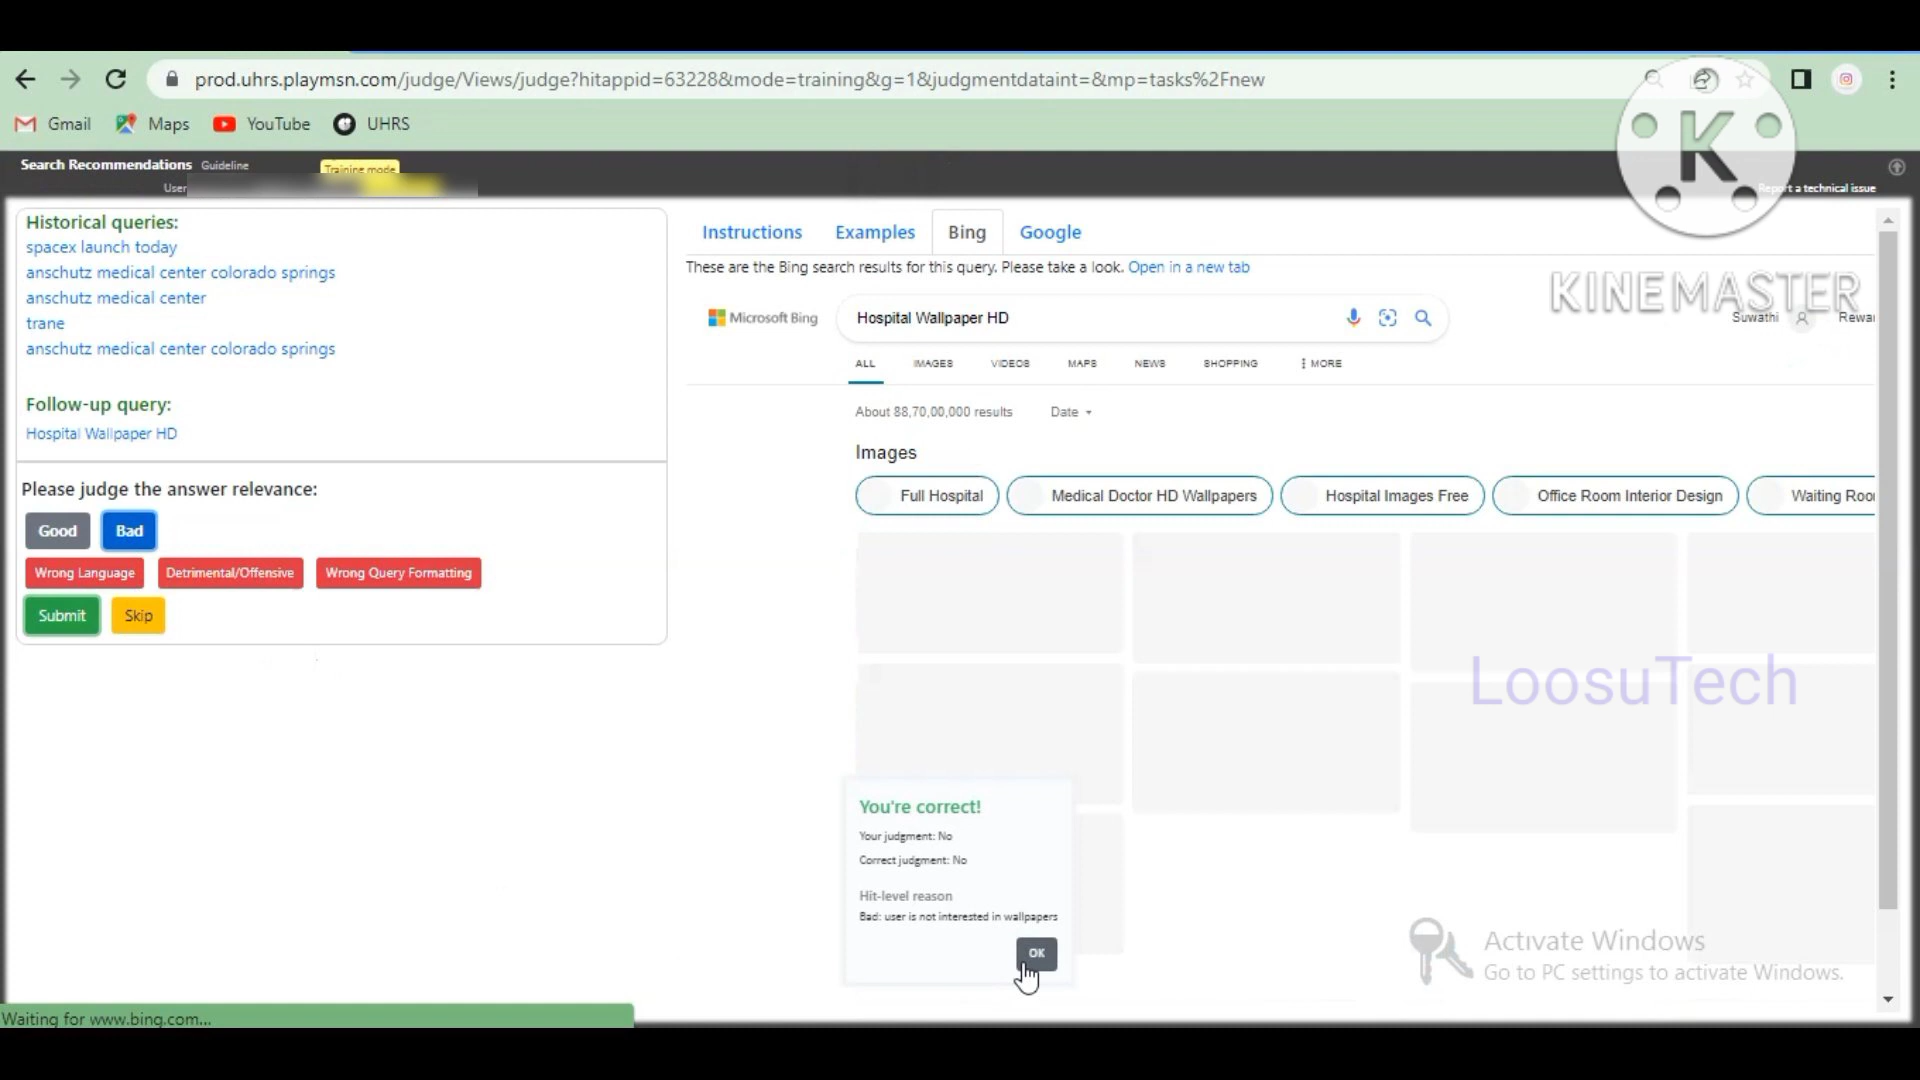 prod.uhrs.playmsn.com/judge/Views/judge?hitappid=63228&mode=training&g=1&judgmentdataint=&mp=tasks%2Fnew
Gmail Maps YouTube UHRS
K
Search Recommendations Guideline Training mode
User
Report a technical issue
Historical queries:
spacex launch today
anschutz medical center colorado springs
anschutz medical center
trane
anschutz medical center colorado springs
Follow-up query:
Hospital Wallpaper HD
Please judge the answer relevance:
Good Bad
Wrong Language Detrimental/Offensive Wrong Query Formatting
Submit Skip
Instructions Examples Bing Google
These are the Bing search results for this query. Please take a look. Open in a new tab
KINEMASTER
Microsoft Bing Hospital Wallpaper HD Suwathi Rewar
ALL IMAGES VIDEOS MAPS NEWS SHOPPING MORE
About 88,70,00,000 results Date
Images
Full Hospital Medical Doctor HD Wallpapers Hospital Images Free Office Room Interior Design Waiting Roo
LoosuTech
You're correct!
Your judgment: No
Correct judgment: No
Hit-level reason
Bad: user is not interested in wallpapers
OK
Activate Windows
Go to PC settings to activate Windows.
Waiting for www.bing.com...